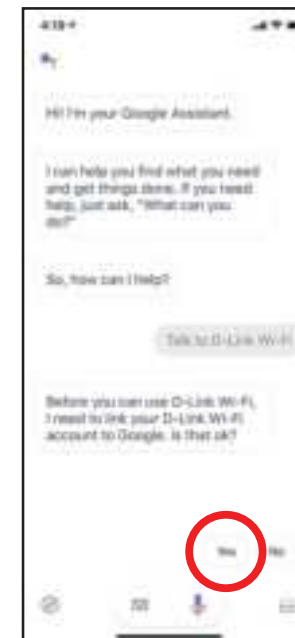 4:19
Hi! I'm your Google Assistant.
I can help you find what you need
and get things done. If you need
help, just ask, "What can you
do?"
So, how can I help?
Talk to D-Link Wi-Fi
Before you can use D-Link Wi-Fi,
I need to link your D-Link Wi-Fi
account to Google. Is that ok?
Yes No